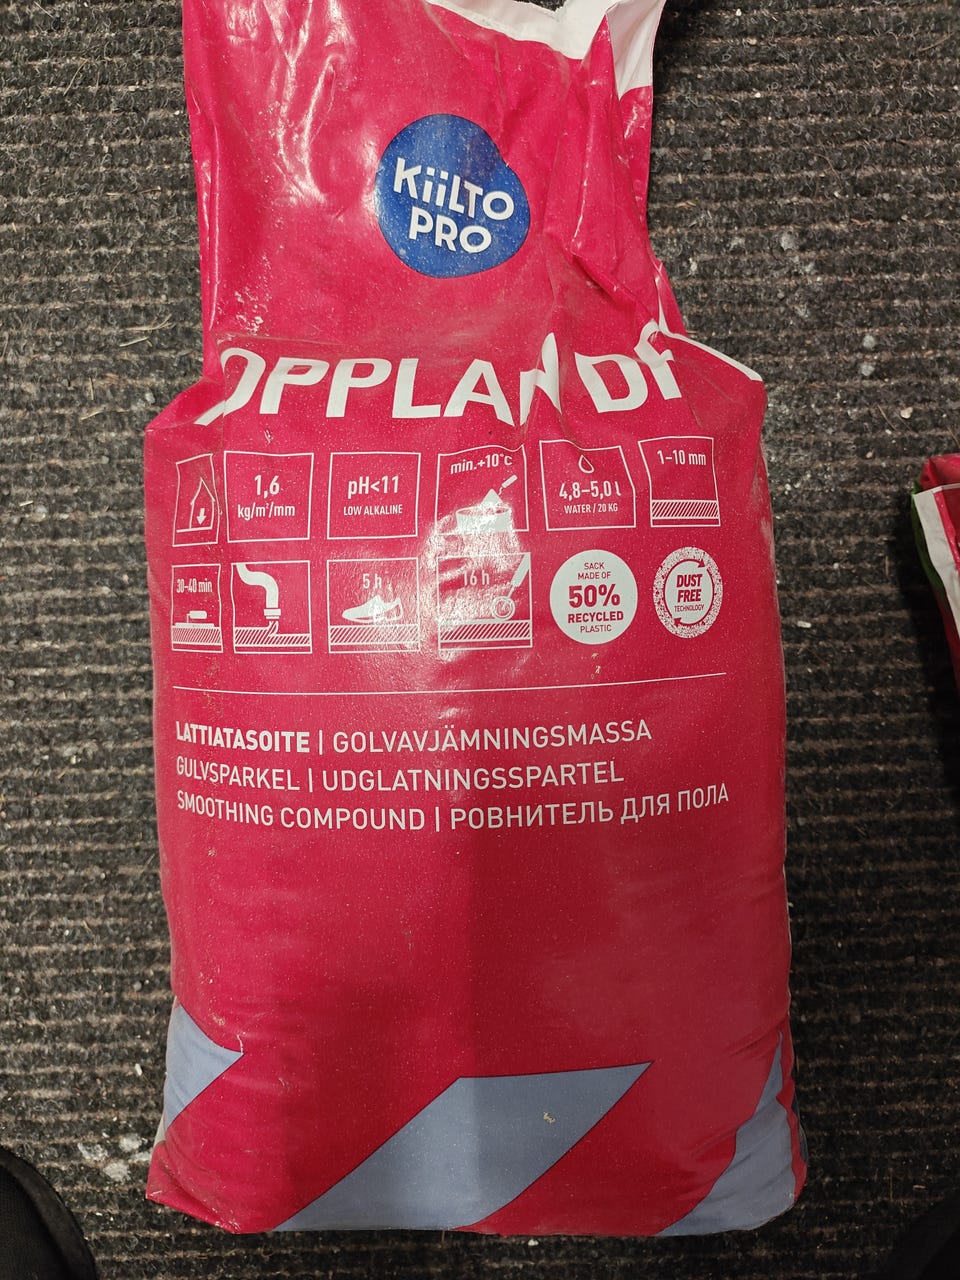 KiiLTO
PRO
OPPLAN DF
1,6
kg/m²/mm
pH<11
LOW ALKALINE
min.+10°C
4,8–5,0 l
WATER / 20 KG
1–10 mm
30–40 min
5 h
16 h
SACK
MADE OF
50%
RECYCLED
PLASTIC
DUST
FREE
TECHNOLOGY
LATTIATASOITE | GOLVAVJÄMNINGSMASSA
GULVSPARKEL | UDGLATNINGSSPARTEL
SMOOTHING COMPOUND | РОВНИТЕЛЬ ДЛЯ ПОЛА